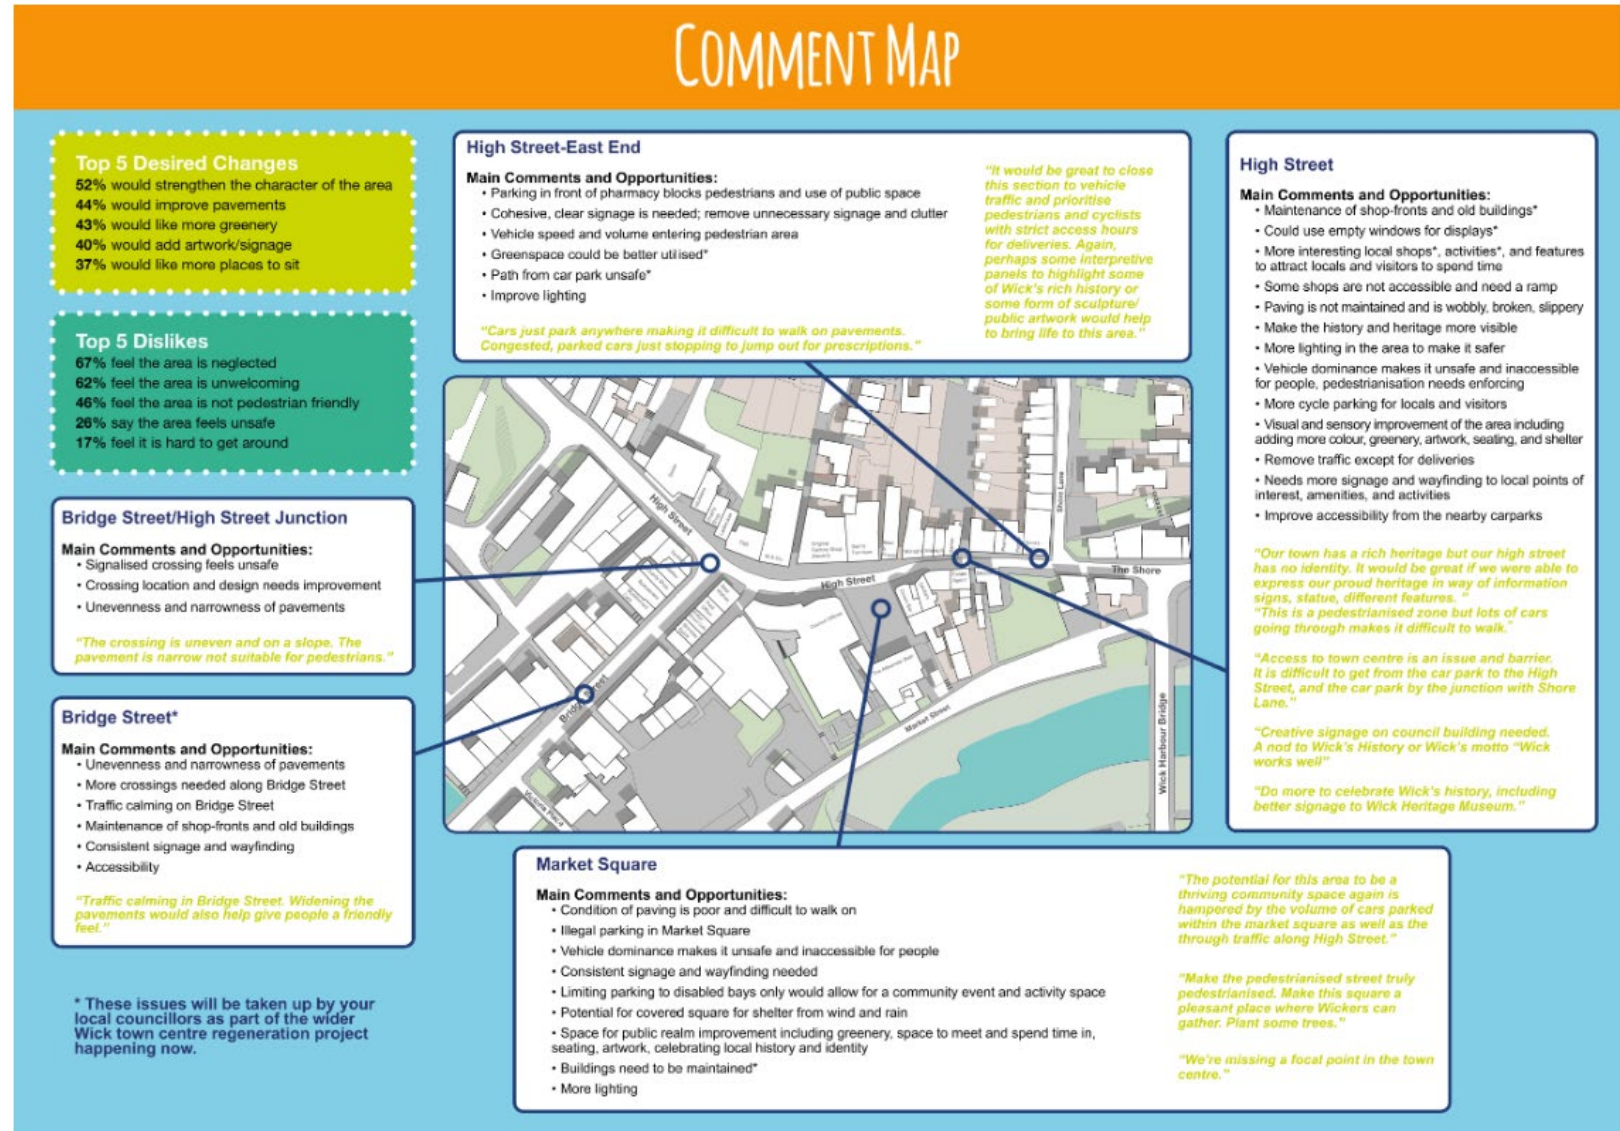 COMMENT MAP
Top 5 Desired Changes
52% would strengthen the character of the area
44% would improve pavements
43% would like more greenery
40% would add artwork/signage
37% would like more places to sit
Top 5 Dislikes
67% feel the area is neglected
62% feel the area is unwelcoming
46% feel the area is not pedestrian friendly
26% say the area feels unsafe
17% feel it is hard to get around
Bridge Street/High Street Junction
Main Comments and Opportunities:
• Signalised crossing feels unsafe
• Crossing location and design needs improvement
• Unevenness and narrowness of pavements
"The crossing is uneven and on a slope. The
pavement is narrow not suitable for pedestrians."
Bridge Street*
Main Comments and Opportunities:
• Unevenness and narrowness of pavements
• More crossings needed along Bridge Street
• Traffic calming on Bridge Street
• Maintenance of shop-fronts and old buildings
• Consistent signage and wayfinding
• Accessibility
"Traffic calming in Bridge Street. Widening the
pavements would also help give people a friendly
feel."
* These issues will be taken up by your
local councillors as part of the wider
Wick town centre regeneration project
happening now.
High Street-East End
Main Comments and Opportunities:
• Parking in front of pharmacy blocks pedestrians and use of public space
• Cohesive, clear signage is needed; remove unnecessary signage and clutter
• Vehicle speed and volume entering pedestrian area
• Greenspace could be better utilised*
• Path from car park unsafe*
• Improve lighting
"Cars just park anywhere making it difficult to walk on pavements.
Congested, parked cars just stopping to jump out for prescriptions."
"It would be great to close
this section to vehicle
traffic and prioritise
pedestrians and cyclists
with strict access hours
for deliveries. Again,
perhaps some interpretive
panels to highlight some
of Wick's rich history or
some form of sculpture/
public artwork would help
to bring life to this area."
High Street
Shore Lane
The Shore
High Street
Bridge Street
Market Street
Victoria Place
Wick Harbour Bridge
Market Square
Main Comments and Opportunities:
• Condition of paving is poor and difficult to walk on
• Illegal parking in Market Square
• Vehicle dominance makes it unsafe and inaccessible for people
• Consistent signage and wayfinding needed
• Limiting parking to disabled bays only would allow for a community event and activity space
• Potential for covered square for shelter from wind and rain
• Space for public realm improvement including greenery, space to meet and spend time in,
seating, artwork, celebrating local history and identity
• Buildings need to be maintained*
• More lighting
"The potential for this area to be a
thriving community space again is
hampered by the volume of cars parked
within the market square as well as the
through traffic along High Street."
"Make the pedestrianised street truly
pedestrianised. Make this square a
pleasant place where Wickers can
gather. Plant some trees."
"We're missing a focal point in the town
centre."
High Street
Main Comments and Opportunities:
• Maintenance of shop-fronts and old buildings*
• Could use empty windows for displays*
• More interesting local shops*, activities*, and features
to attract locals and visitors to spend time
• Some shops are not accessible and need a ramp
• Paving is not maintained and is wobbly, broken, slippery
• Make the history and heritage more visible
• More lighting in the area to make it safer
• Vehicle dominance makes it unsafe and inaccessible
for people, pedestrianisation needs enforcing
• More cycle parking for locals and visitors
• Visual and sensory improvement of the area including
adding more colour, greenery, artwork, seating, and shelter
• Remove traffic except for deliveries
• Needs more signage and wayfinding to local points of
interest, amenities, and activities
• Improve accessibility from the nearby carparks
"Our town has a rich heritage but our high street
has no identity. It would be great if we were able to
express our proud heritage in way of information
signs, statue, different features. "
"This is a pedestrianised zone but lots of cars
going through makes it difficult to walk."
"Access to town centre is an issue and barrier.
It is difficult to get from the car park to the High
Street, and the car park by the junction with Shore
Lane."
"Creative signage on council building needed.
A nod to Wick's History or Wick's motto "Wick
works well"
"Do more to celebrate Wick's history, including
better signage to Wick Heritage Museum."